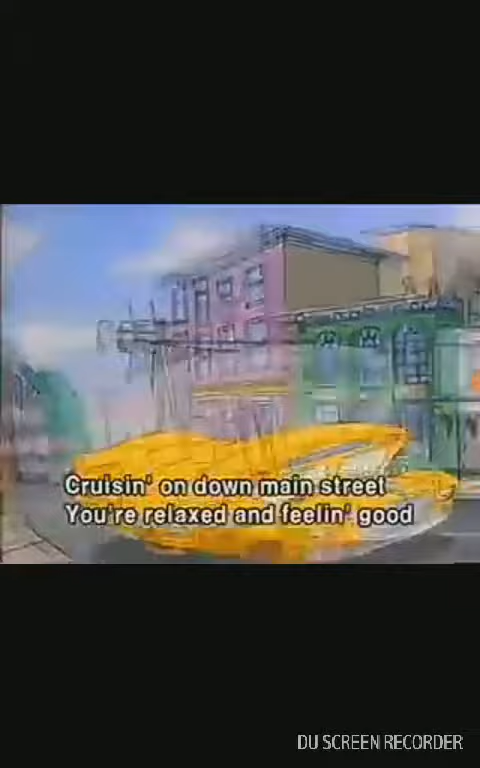 Cruisin' on down main street
You're relaxed and feelin' good
DU SCREEN RECORDER